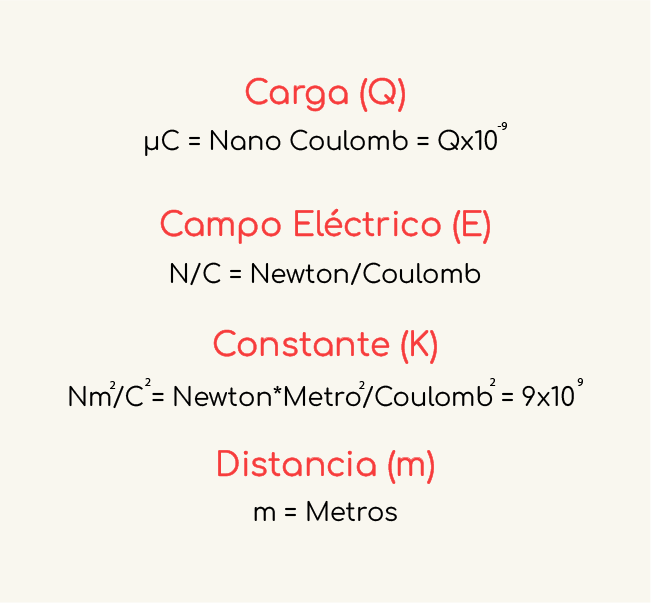 Carga (Q)
µC = Nano Coulomb = Qx10⁻⁹
Campo Eléctrico (E)
N/C = Newton/Coulomb
Constante (K)
Nm²/C² = Newton*Metro²/Coulomb² = 9x10⁹
Distancia (m)
m = Metros